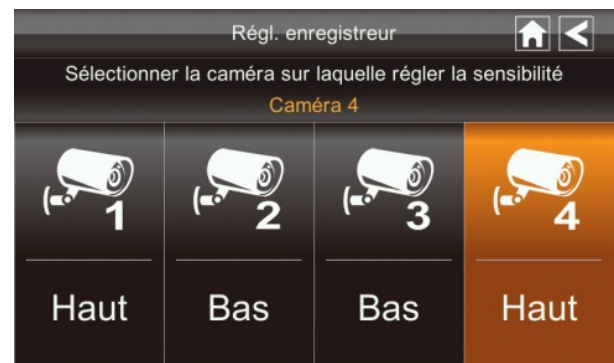 Régl. enregistreur
Sélectionner la caméra sur laquelle régler la sensibilité
Caméra 4
1 2 3 4
Haut Bas Bas Haut